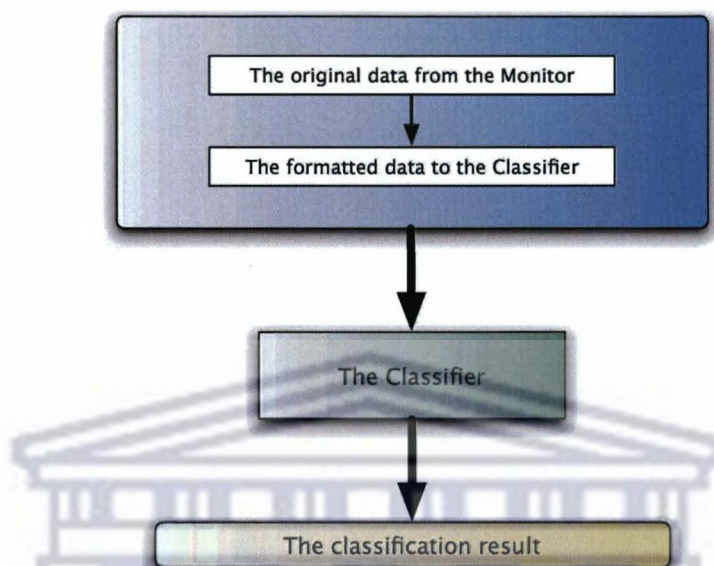 The original data from the Monitor
The formatted data to the Classifier
The Classifier
The classification result